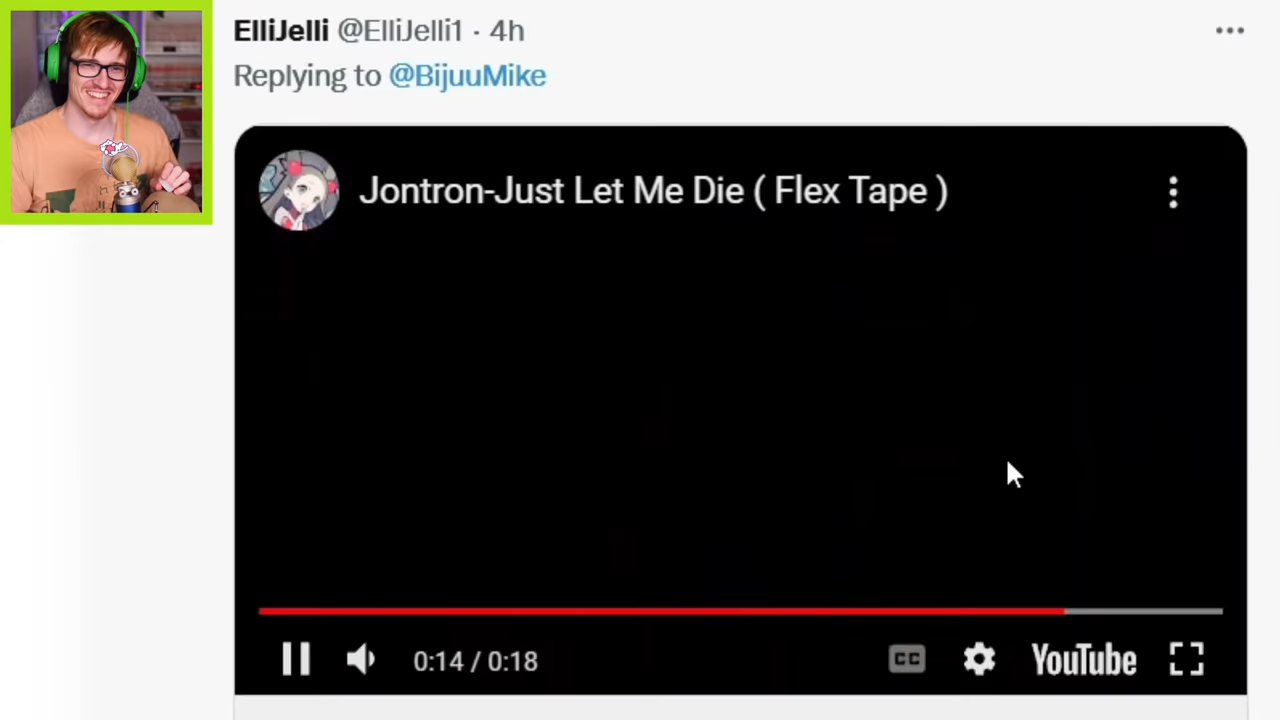 ElliJelli @ElliJelli1 · 4h
Replying to @BijuuMike
Jontron-Just Let Me Die ( Flex Tape )
0:14 / 0:18
CC
YouTube